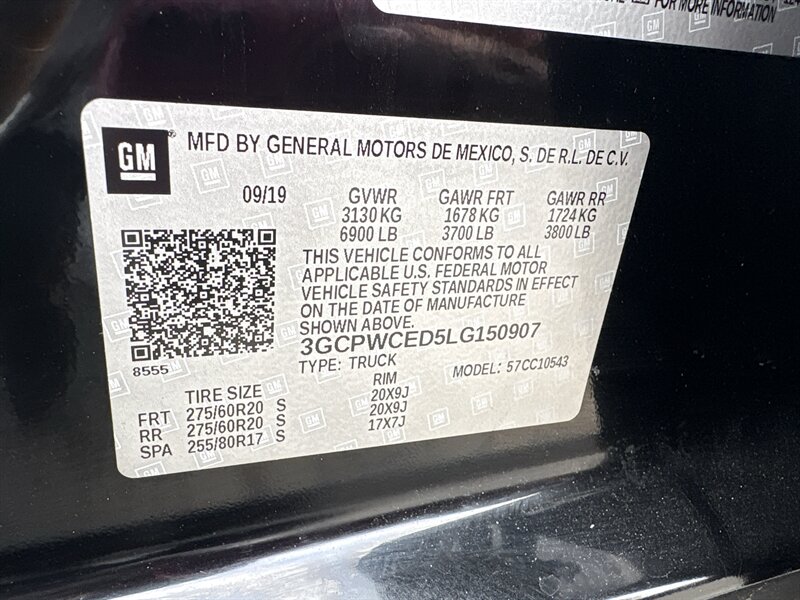 FOR MORE INFORMATION
GM
GM ® MFD BY GENERAL MOTORS DE MEXICO, S. DE R.L. DE C.V.
09/19 GVWR GAWR FRT GAWR RR
3130 KG 1678 KG 1724 KG
6900 LB 3700 LB 3800 LB
THIS VEHICLE CONFORMS TO ALL
APPLICABLE U.S. FEDERAL MOTOR
VEHICLE SAFETY STANDARDS IN EFFECT
ON THE DATE OF MANUFACTURE
SHOWN ABOVE.
3GCPWCED5LG150907
8555 TYPE: TRUCK MODEL: 57CC10543
TIRE SIZE RIM
FRT 275/60R20 S 20X9J
RR 275/60R20 S 20X9J
SPA 255/80R17 S 17X7J